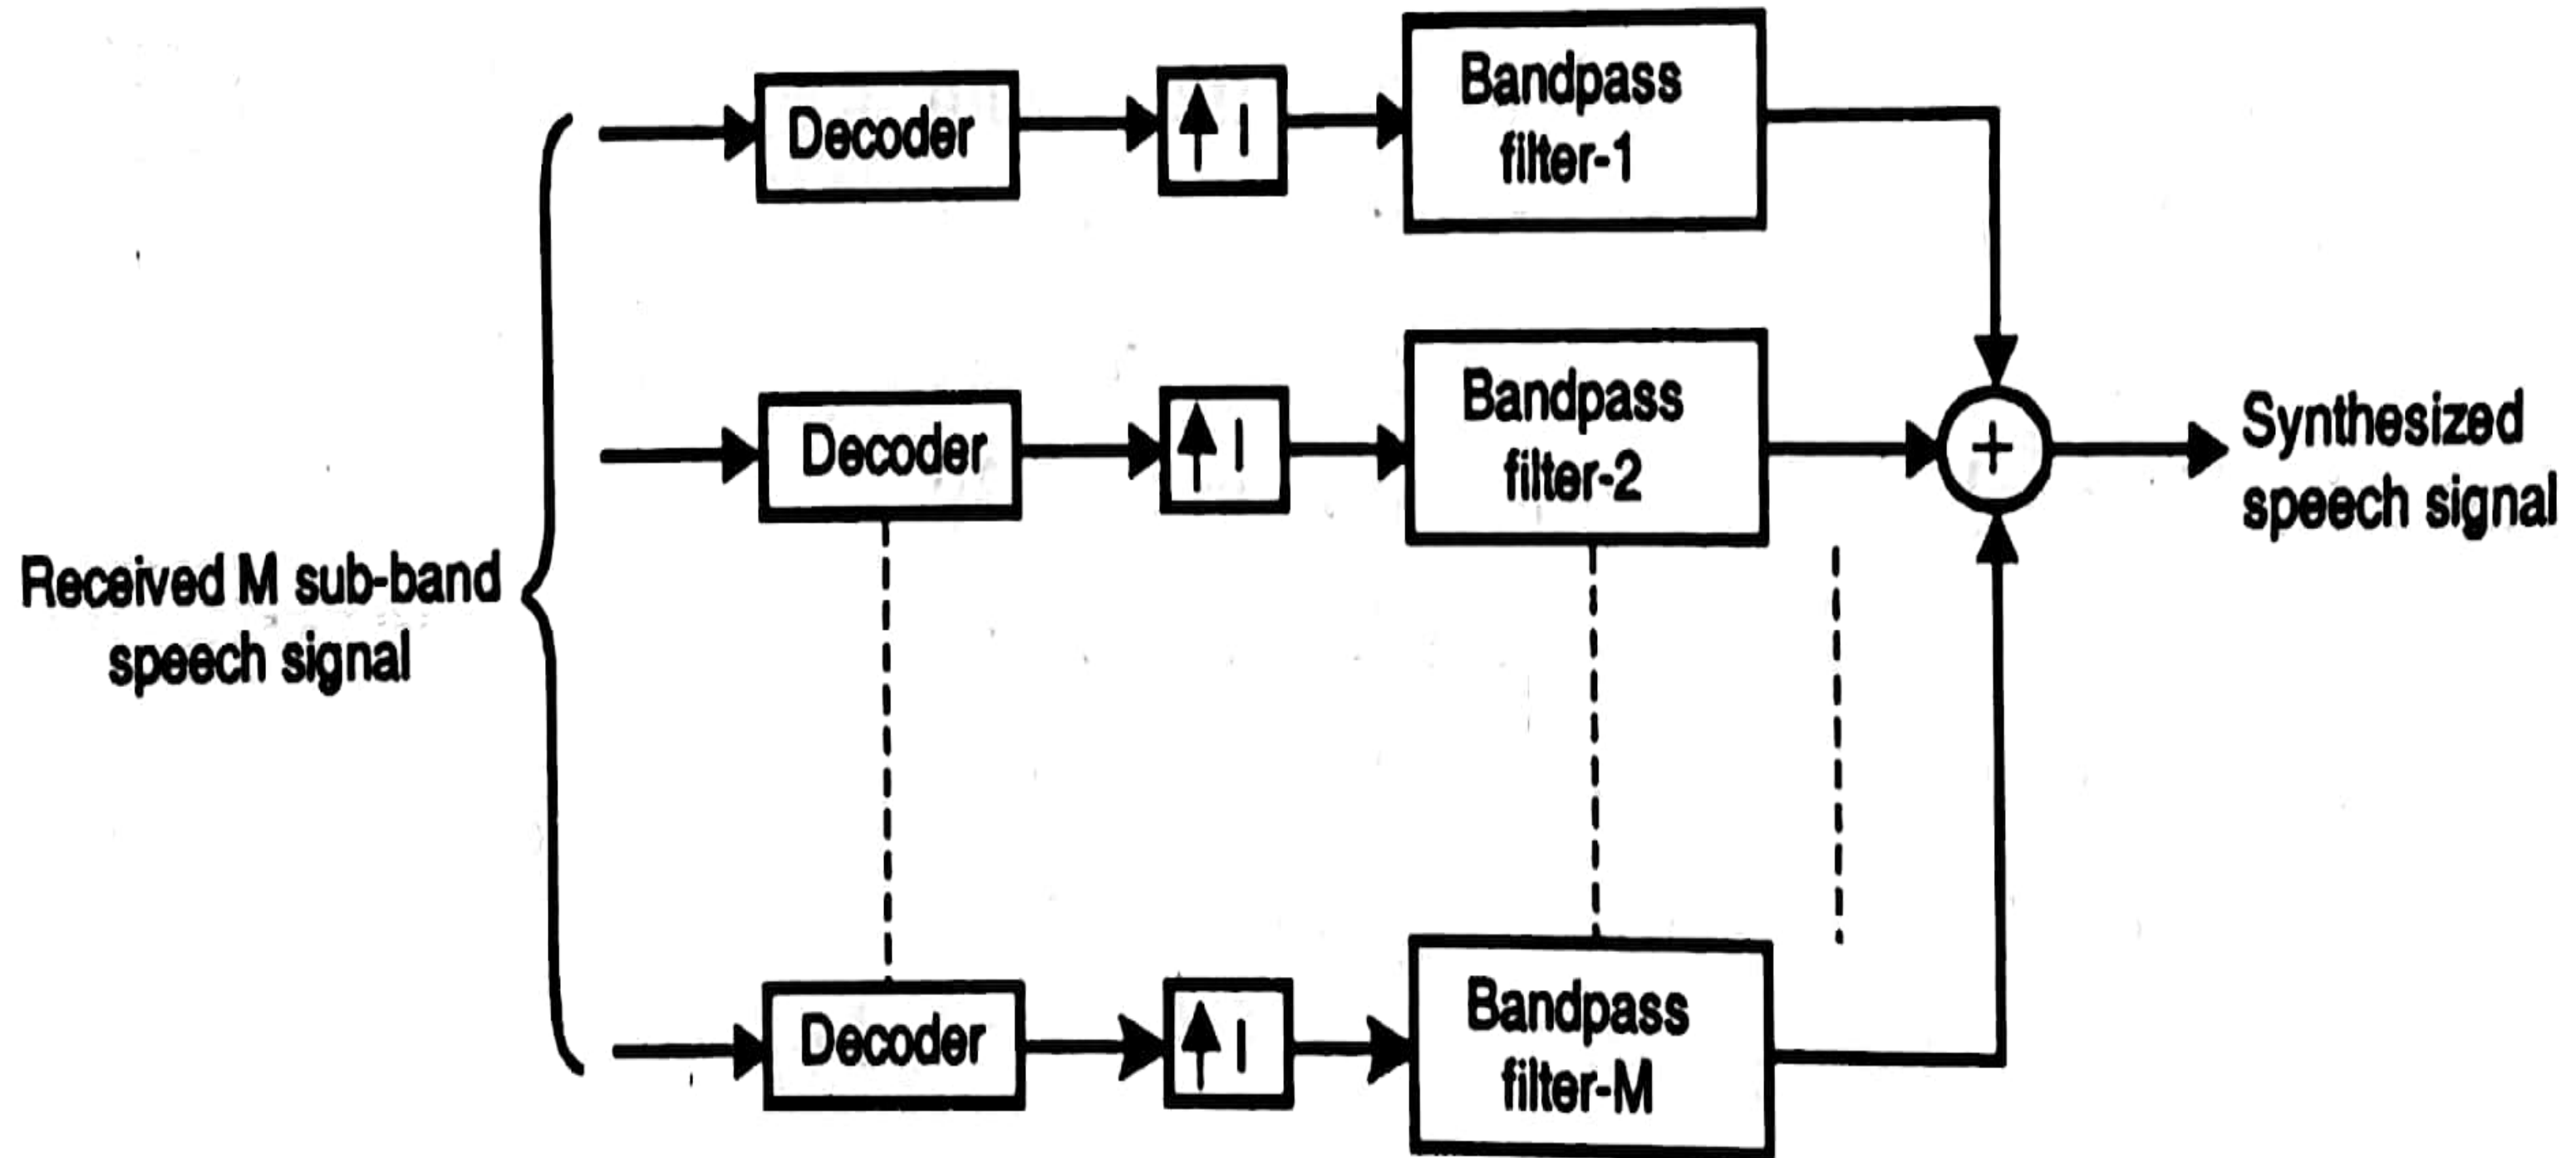 Decoder
I
Bandpass
filter-1
Decoder
I
Bandpass
filter-2
+
Synthesized
speech signal
Received M sub-band
speech signal
Decoder
I
Bandpass
filter-M